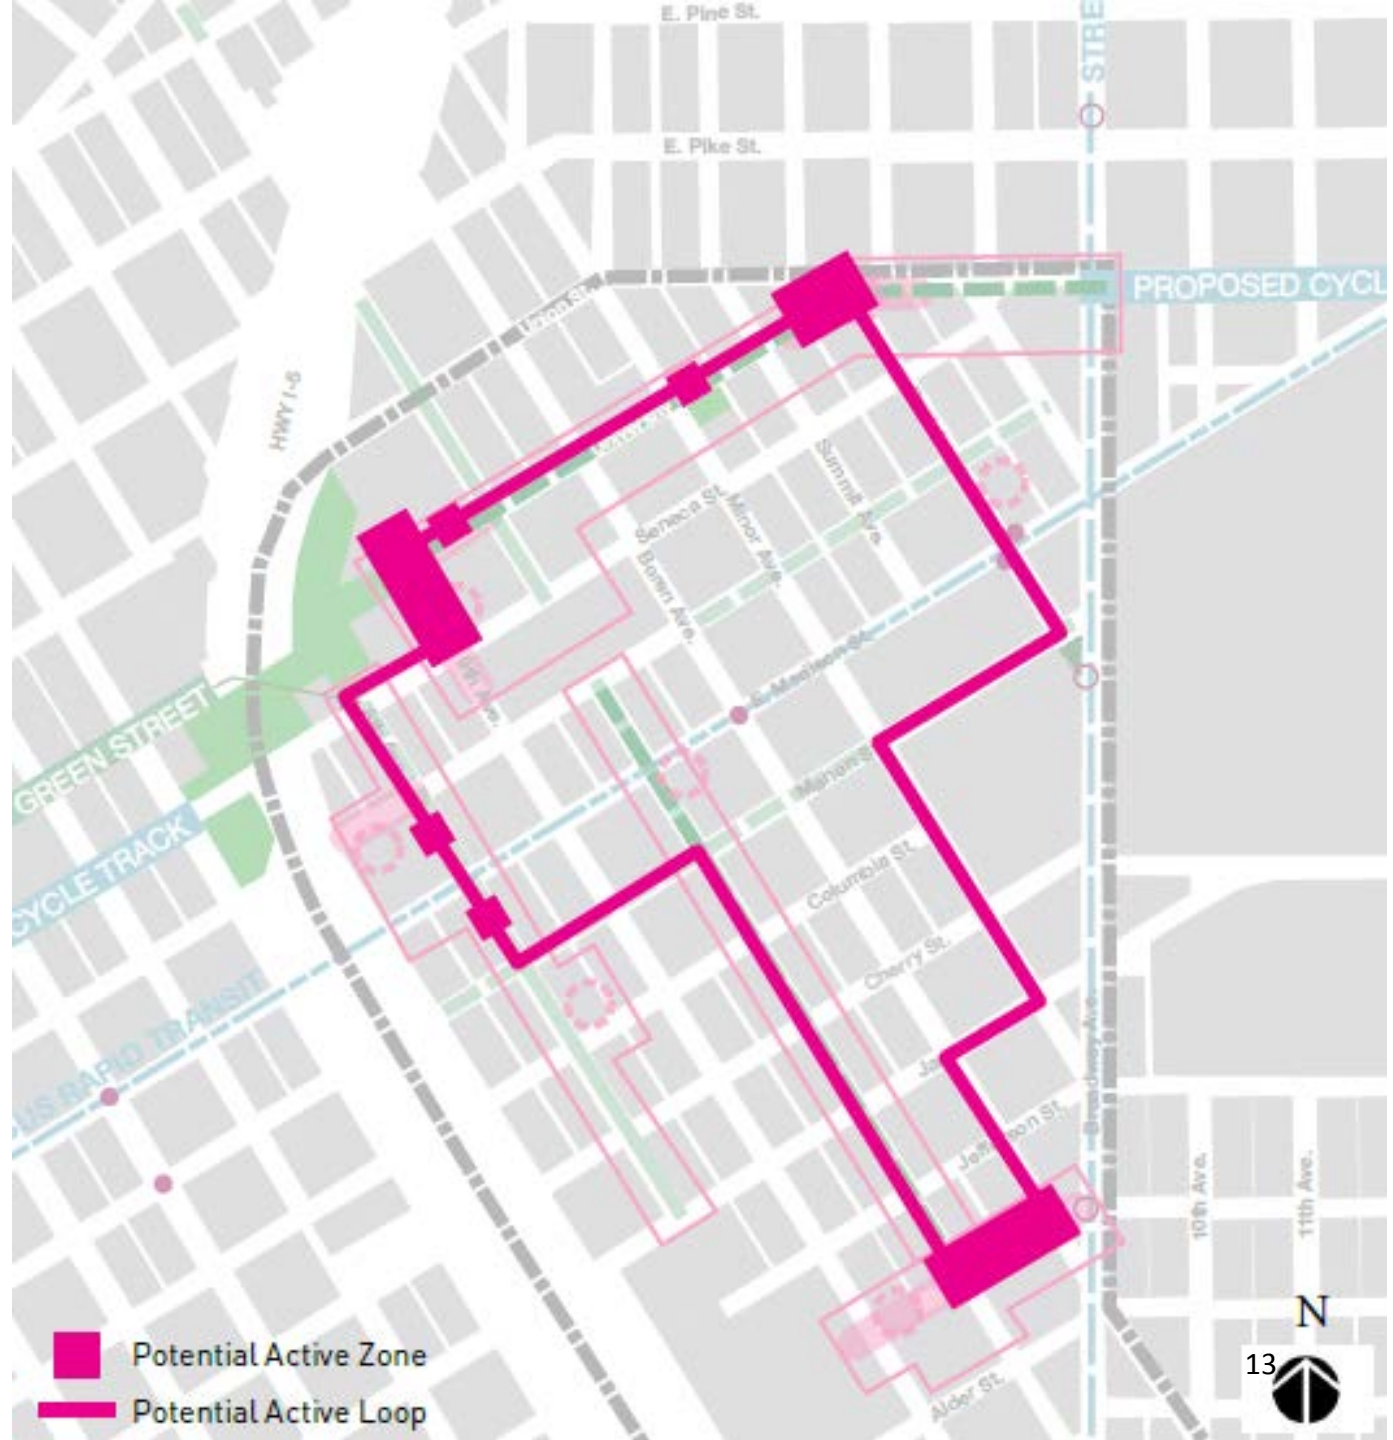 E. Pine St.
STRE
E. Pike St.
PROPOSED CYCL
Union St.
HWY I-5
Summit Ave.
Seneca St.
Minor Ave.
Boren Ave.
E. Madison St.
GREEN STREET
Marion St.
CYCLE TRACK
Columbia St.
Cherry St.
BUS RAPID TRANSIT
Broadway Ave.
Jefferson St.
10th Ave.
11th Ave.
N
13
Alder St.
Potential Active Zone
Potential Active Loop